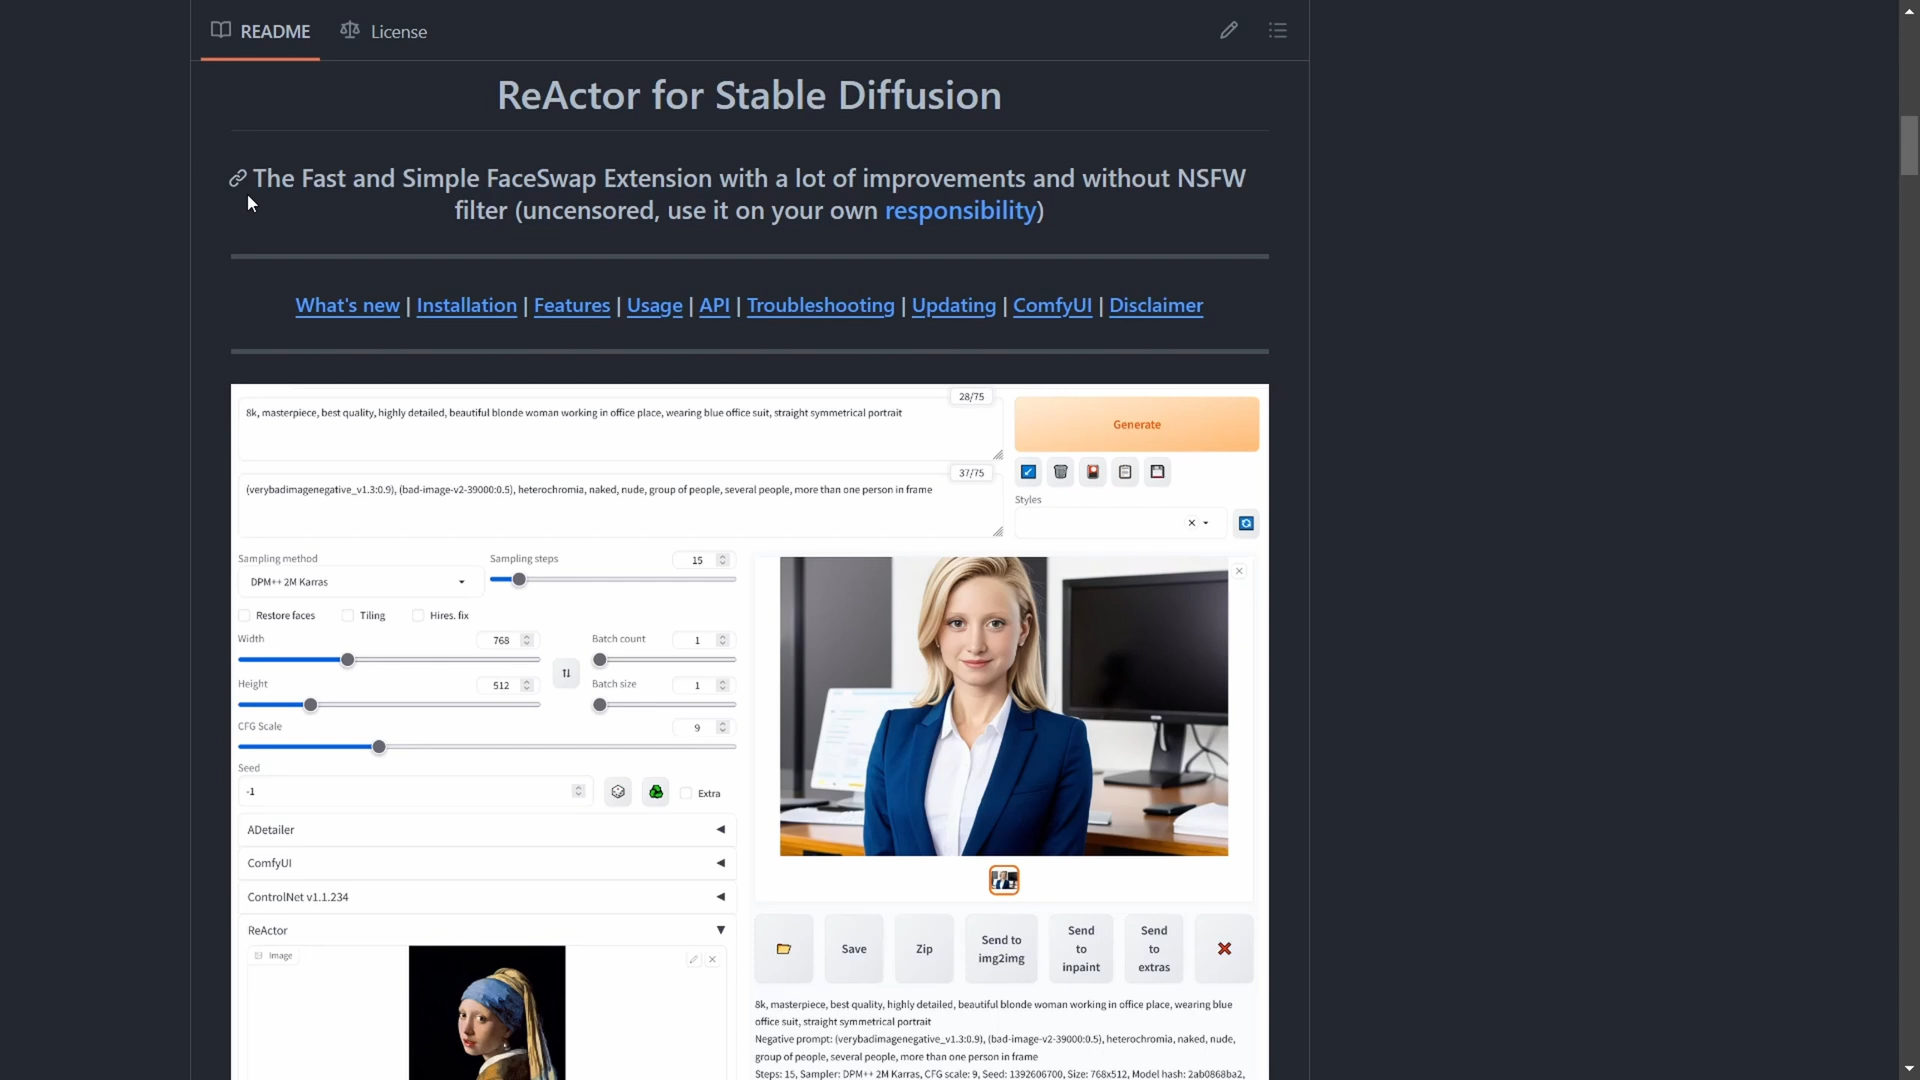 README
License
ReActor for Stable Diffusion
The Fast and Simple FaceSwap Extension with a lot of improvements and without NSFW
filter (uncensored, use it on your own responsibility)
What's new | Installation | Features | Usage | API | Troubleshooting | Updating | ComfyUI | Disclaimer
28/75
8k, masterpiece, best quality, highly detailed, beautiful blonde woman working in office place, wearing blue office suit, straight symmetrical portrait
Generate
37/75
(verybadimagenegative_v1.3:0.9), (bad-image-v2-39000:0.5), heterochromia, naked, nude, group of people, several people, more than one person in frame
Styles
Sampling method
Sampling steps
15
DPM++ 2M Karras
Restore faces
Tiling
Hires. fix
Width
768
Batch count
1
Height
512
Batch size
1
CFG Scale
9
Seed
-1
Extra
ADetailer
ComfyUI
ControlNet v1.1.234
ReActor
Image
Save
Zip
Send to
img2img
Send
to
inpaint
Send
to
extras
8k, masterpiece, best quality, highly detailed, beautiful blonde woman working in office place, wearing blue
office suit, straight symmetrical portrait
Negative prompt: (verybadimagenegative_v1.3:0.9), (bad-image-v2-39000:0.5), heterochromia, naked, nude,
group of people, several people, more than one person in frame
Steps: 15, Sampler: DPM++ 2M Karras, CFG scale: 9, Seed: 1392606700, Size: 768x512, Model hash: 2ab0868ba2,